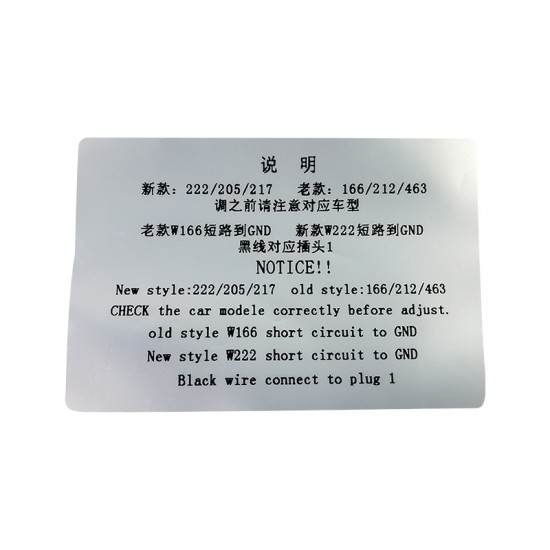 说 明
新款：222/205/217 老款：166/212/463
调之前请注意对应车型
老款W166短路到GND 新款W222短路到GND
黑线对应插头1
NOTICE!!
New style:222/205/217 old style:166/212/463
CHECK the car modele correctly before adjust.
old style W166 short circuit to GND
New style W222 short circuit to GND
Black wire connect to plug 1